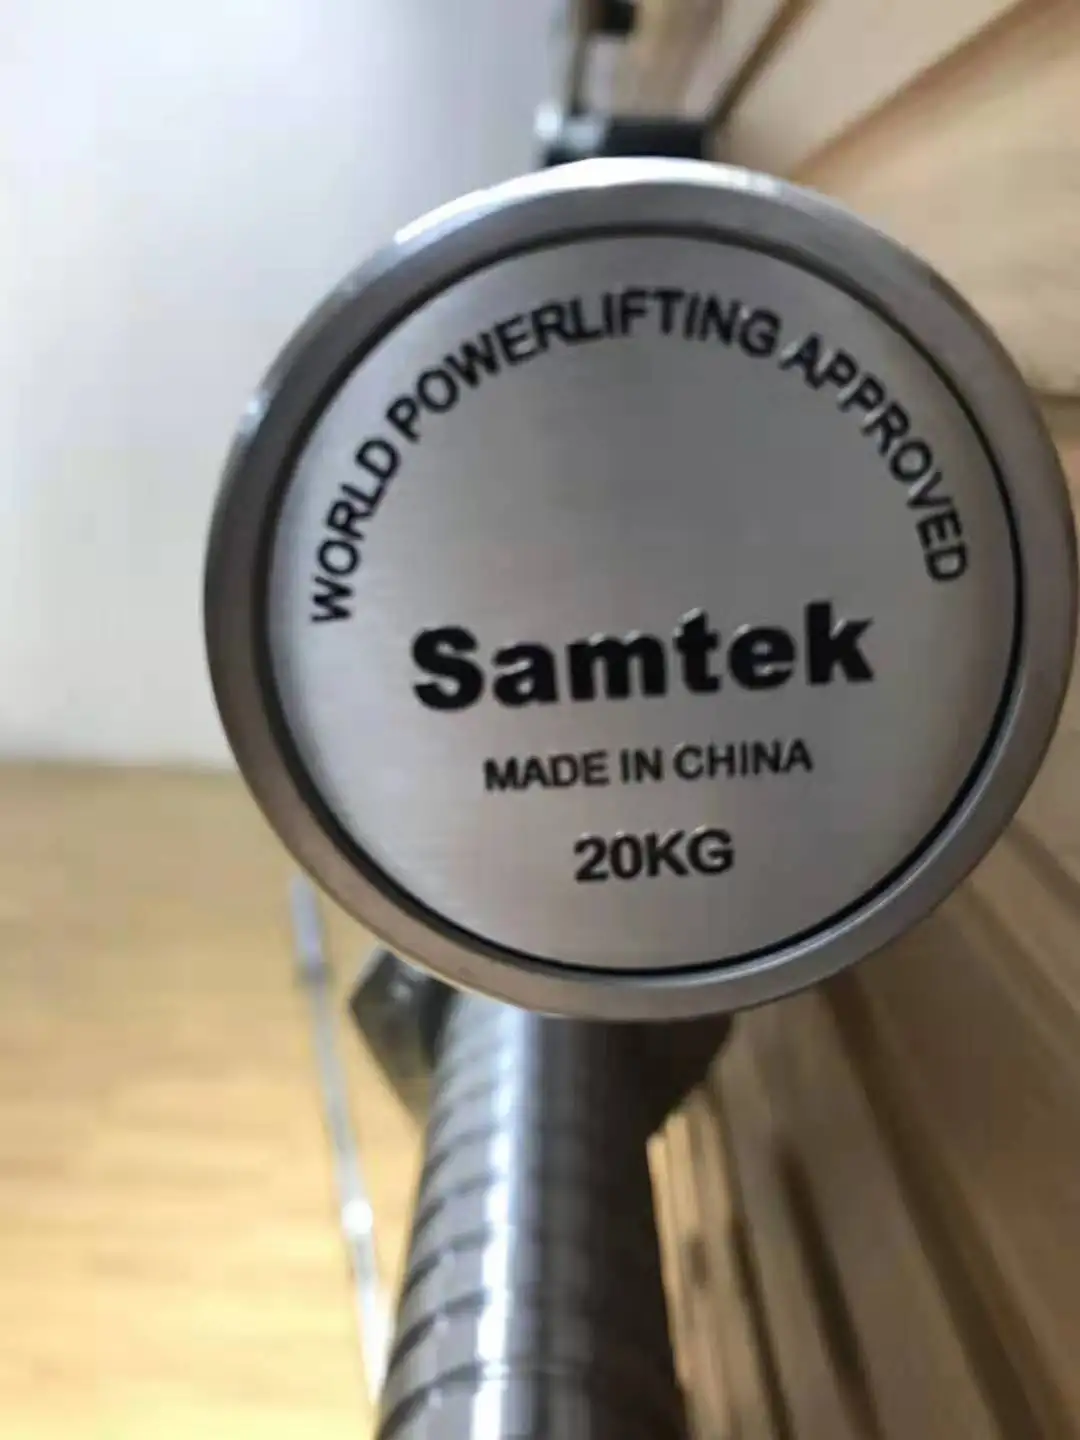 WORLD POWERLIFTING APPROVED
Samtek
MADE IN CHINA
20KG